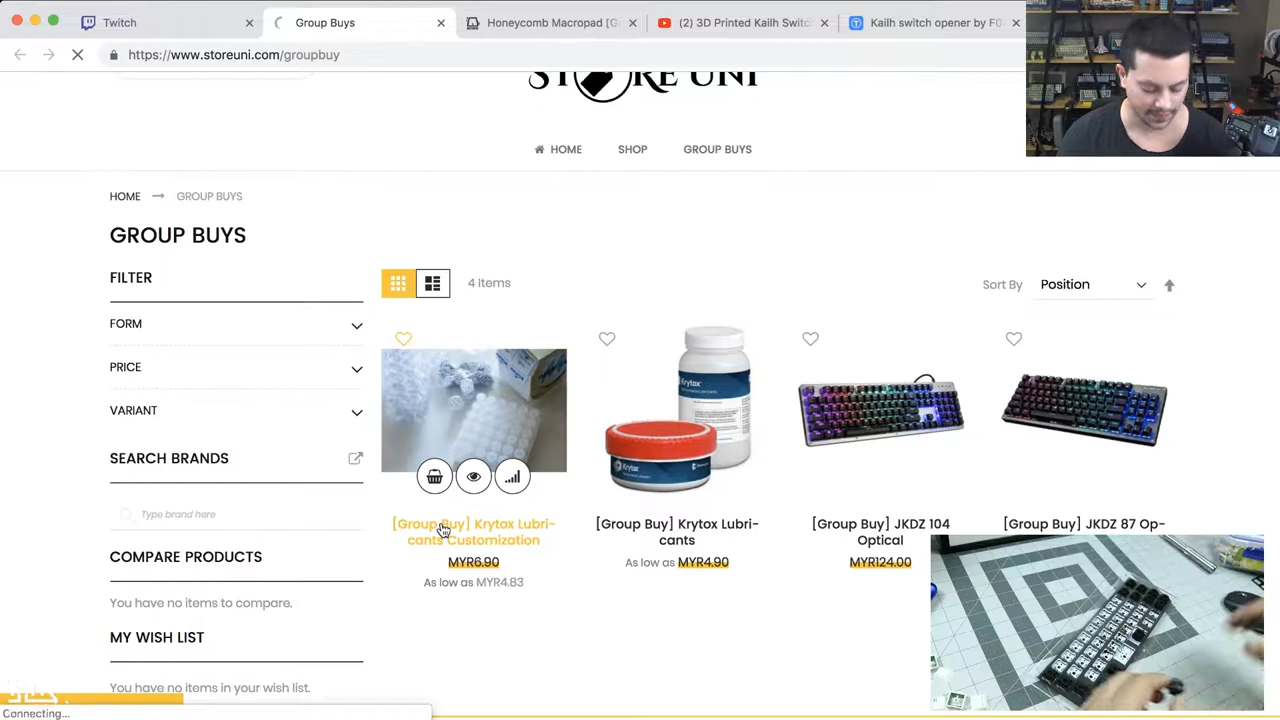 Twitch
Group Buys
Honeycomb Macropad [G
(2) 3D Printed Kailh Switc
Kailh switch opener by F0
https://www.storeuni.com/groupbuy
STORE UNI
HOME
SHOP
GROUP BUYS
HOME
GROUP BUYS
GROUP BUYS
FILTER
FORM
PRICE
VARIANT
SEARCH BRANDS
Type brand here
COMPARE PRODUCTS
You have no items to compare.
MY WISH LIST
You have no items in your wish list.
4 Items
Sort By
Position
Krytox
Krytox
[Group Buy] Krytox Lubri-
cants Customization
MYR6.90
As low as MYR4.83
[Group Buy] Krytox Lubri-
cants
As low as MYR4.90
[Group Buy] JKDZ 104
Optical
MYR124.00
[Group Buy] JKDZ 87 Op-
Connecting...